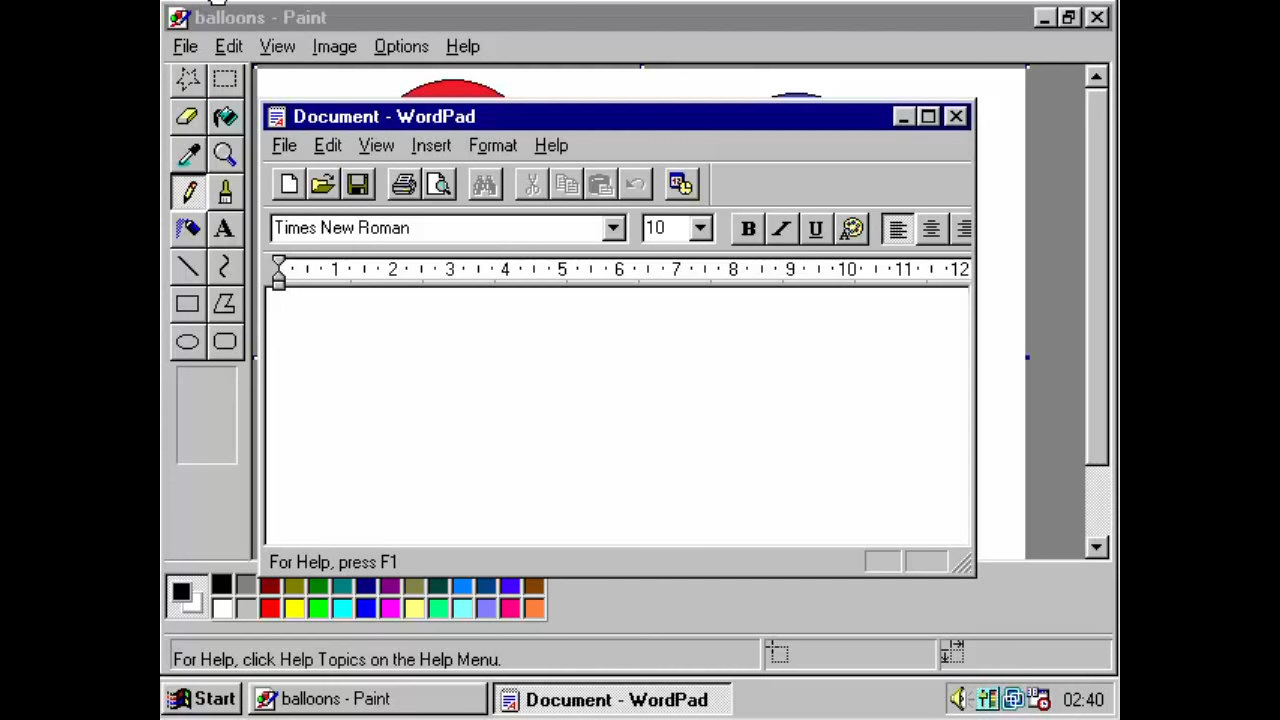 balloons - Paint
File Edit View Image Options Help
Document - WordPad
File Edit View Insert Format Help
Times New Roman 10 B I U
1 2 3 4 5 6 7 8 9 10 11 12
A
For Help, press F1
For Help, click Help Topics on the Help Menu.
Start balloons - Paint Document - WordPad 02:40